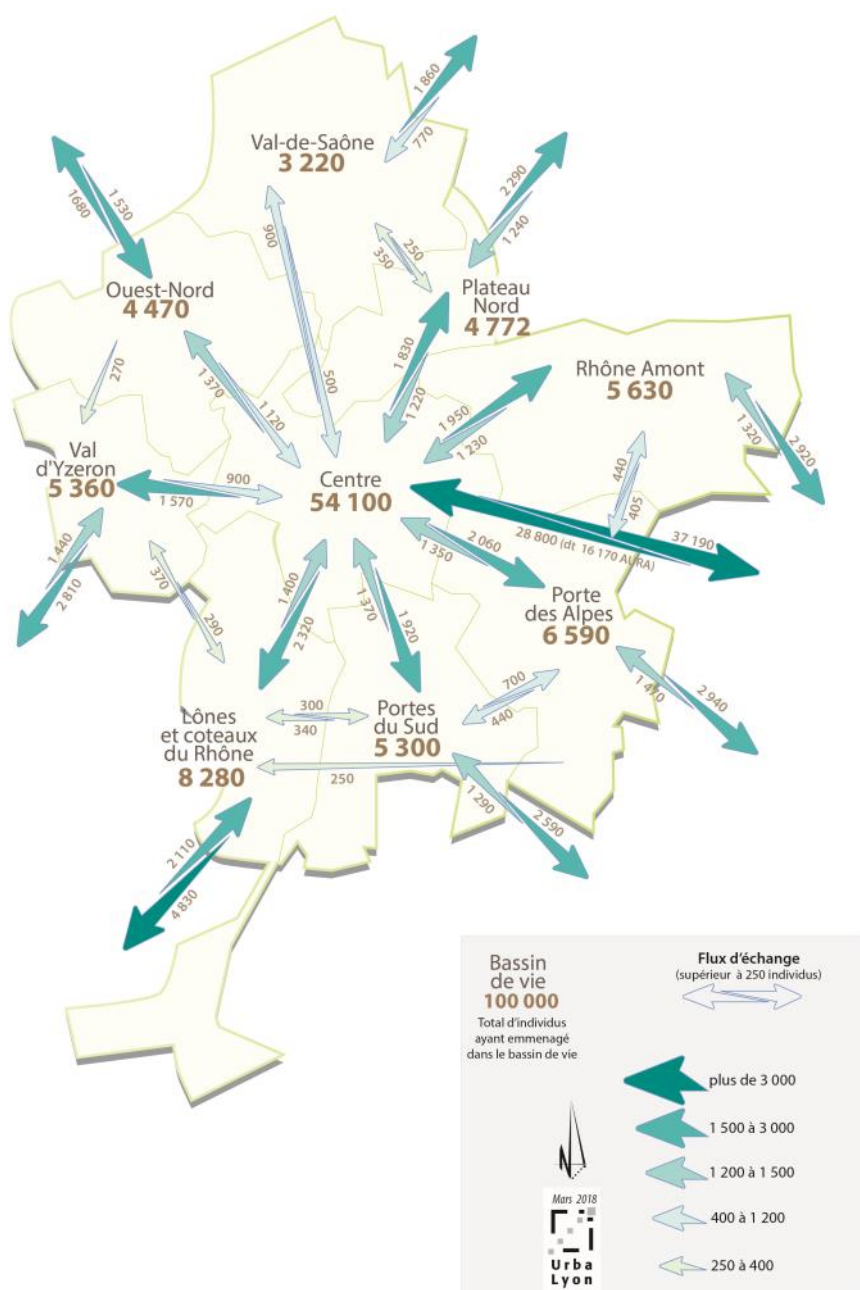 1 860
770
Val-de-Saône
3 220
2 290
1 240
1 530
1680
900
250
350
Ouest-Nord
4 470
Plateau
Nord
4 772
1 830
1 220
Rhône Amont
5 630
270
1 370
1 120
500
1 950
1 230
1 320
2 920
Val
d'Yzeron
5 360
900
1 570
Centre
54 100
440
405
28 800 (dt 16 170 AURA)
37 190
1 440
2 810
2 060
1 350
370
290
1 400
2 320
1 370
1 920
Porte
des Alpes
6 590
700
440
1 470
2 940
Lônes
et coteaux
du Rhône
8 280
300
340
Portes
du Sud
5 300
250
1 290
2 590
2 110
4 830
Bassin
de vie
100 000
Total d'individus
ayant emmenagé
dans le bassin de vie
Flux d'échange
(supérieur à 250 individus)
plus de 3 000
1 500 à 3 000
1 200 à 1 500
400 à 1 200
250 à 400
N
Mars 2018
Urba
Lyon